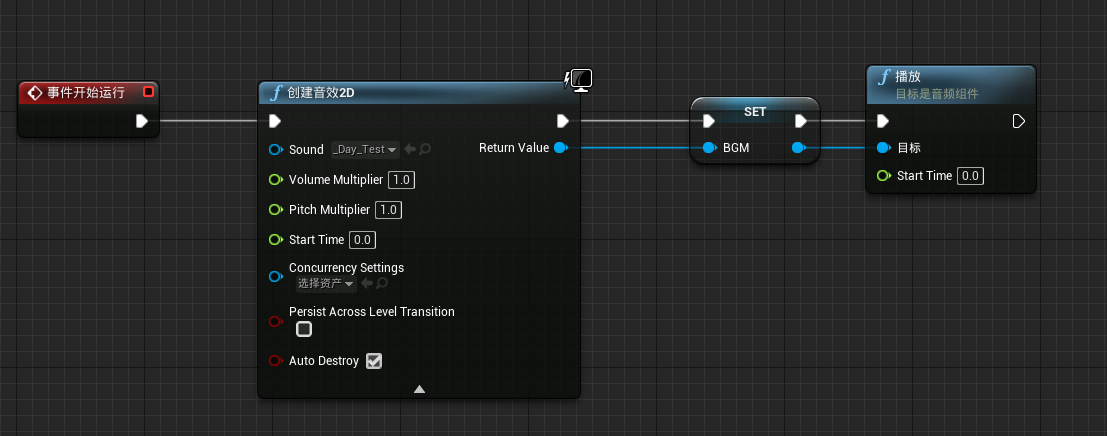 事件开始运行
创建音效2D
Sound _Day_Test
Return Value
Volume Multiplier 1.0
Pitch Multiplier 1.0
Start Time 0.0
Concurrency Settings
选择资产
Persist Across Level Transition
Auto Destroy
SET
BGM
播放
目标是音频组件
目标
Start Time 0.0